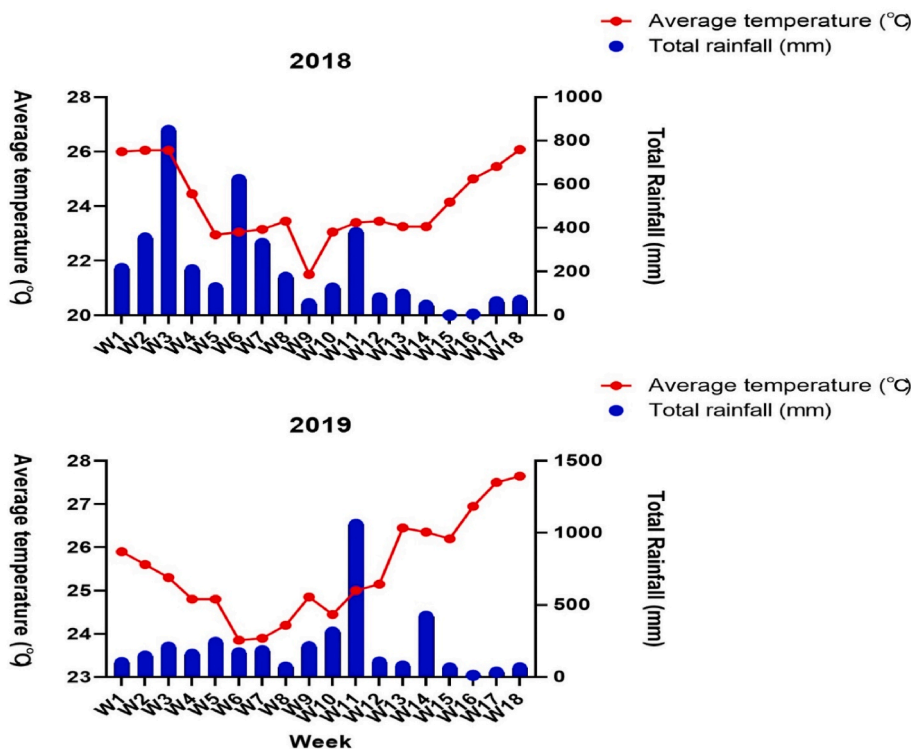 Average temperature (℃)
Total rainfall (mm)
2018
Average temperature (℃)
28
26
24
22
20
1000
800
600
400
200
0
Total Rainfall (mm)
W1 W2 W3 W4 W5 W6 W7 W8 W9 W10 W11 W12 W13 W14 W15 W16 W17 W18
Average temperature (℃)
Total rainfall (mm)
2019
Average temperature (℃)
28
27
26
25
24
23
1500
1000
500
0
Total Rainfall (mm)
W1 W2 W3 W4 W5 W6 W7 W8 W9 W10 W11 W12 W13 W14 W15 W16 W17 W18
Week